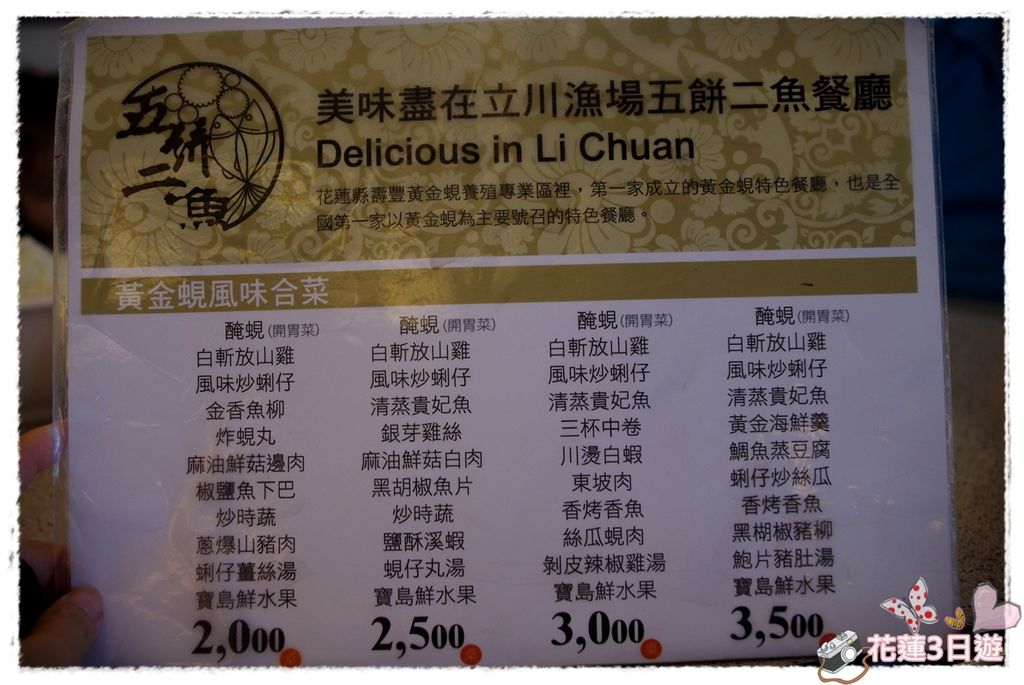 五餅二魚
美味盡在立川漁場五餅二魚餐廳
Delicious in Li Chuan
花蓮縣壽豐黃金蜆養殖專業區裡，第一家成立的黃金蜆特色餐廳，也是全
國第一家以黃金蜆為主要號召的特色餐廳。
黃金蜆風味合菜
醃蜆(開胃菜)
白斬放山雞
風味炒蜊仔
金香魚柳
炸蜆丸
麻油鮮菇邊肉
椒鹽魚下巴
炒時蔬
蔥爆山豬肉
蜊仔薑絲湯
寶島鮮水果
2,000
醃蜆(開胃菜)
白斬放山雞
風味炒蜊仔
清蒸貴妃魚
銀芽雞絲
麻油鮮菇白肉
黑胡椒魚片
炒時蔬
鹽酥溪蝦
蜆仔丸湯
寶島鮮水果
2,500
醃蜆(開胃菜)
白斬放山雞
風味炒蜊仔
清蒸貴妃魚
三杯中卷
川燙白蝦
東坡肉
香烤香魚
絲瓜蜆肉
剝皮辣椒雞湯
寶島鮮水果
3,000
醃蜆(開胃菜)
白斬放山雞
風味炒蜊仔
清蒸貴妃魚
黃金海鮮羹
鯛魚蒸豆腐
蜊仔炒絲瓜
香烤香魚
黑椒椒豬柳
鮑片豬肚湯
寶島鮮水果
3,500
花蓮3日遊